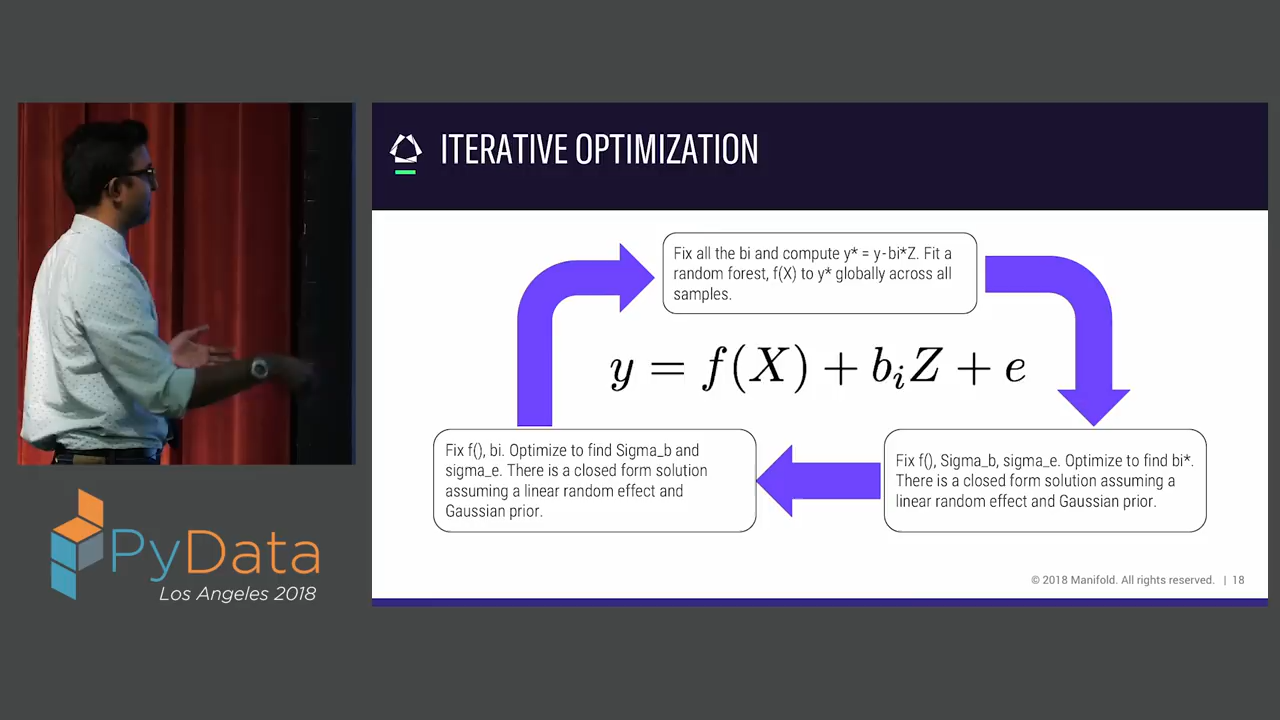 ITERATIVE OPTIMIZATION
Fix all the bi and compute y* = y-bi*Z. Fit a
random forest, f(X) to y* globally across all
samples.
y = f(X) + b_iZ + e
Fix f(), bi. Optimize to find Sigma_b and
sigma_e. There is a closed form solution
assuming a linear random effect and
Gaussian prior.
Fix f(), Sigma_b, sigma_e. Optimize to find bi*.
There is a closed form solution assuming a
linear random effect and Gaussian prior.
© 2018 Manifold. All rights reserved. | 18
PyData
Los Angeles 2018